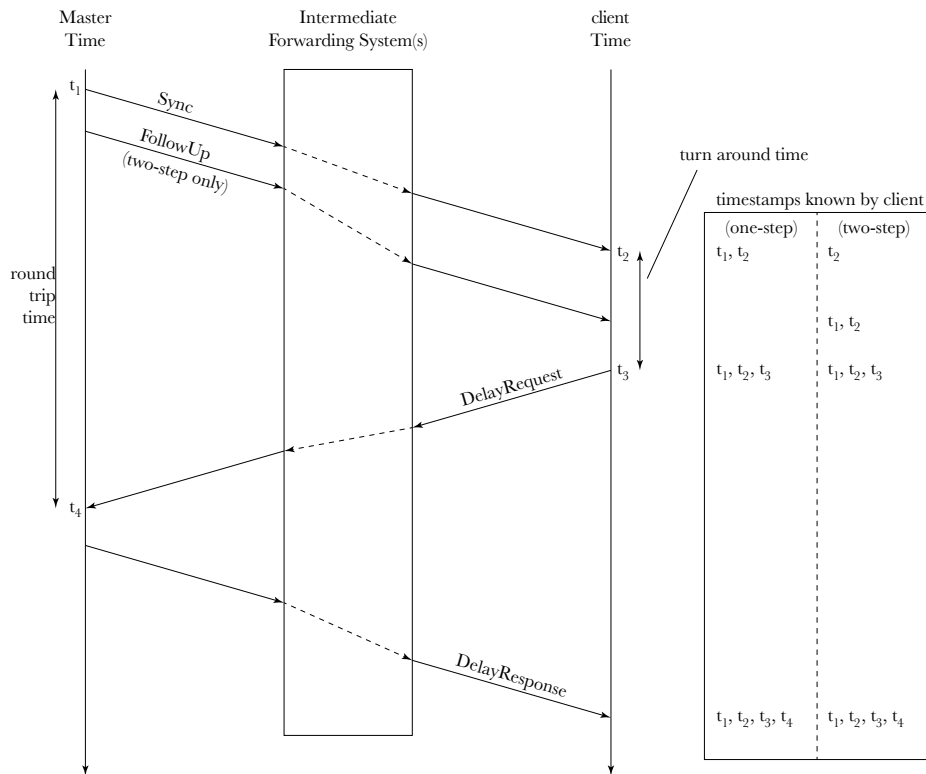 Master
Time
Intermediate
Forwarding System(s)
client
Time
t1
Sync
FollowUp
(two-step only)
turn around time
timestamps known by client
(one-step)
(two-step)
t2
t1, t2
t2
round
trip
time
t1, t2
t3
t1, t2, t3
t1, t2, t3
DelayRequest
t4
DelayResponse
t1, t2, t3, t4
t1, t2, t3, t4